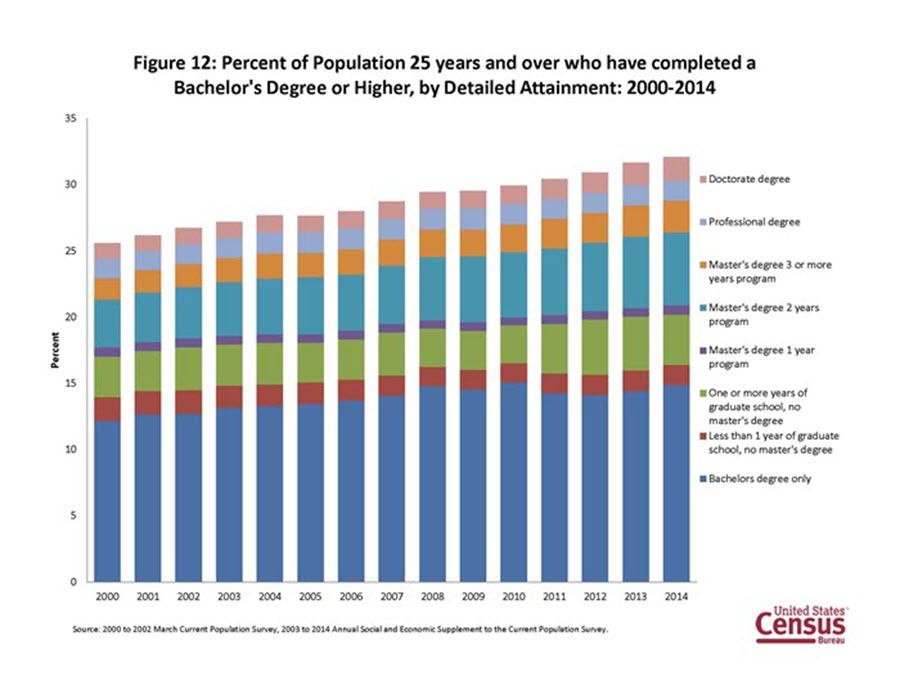 Figure 12: Percent of Population 25 years and over who have completed a
Bachelor's Degree or Higher, by Detailed Attainment: 2000-2014
35
30
25
20
15
10
5
0
Percent
2000 2001 2002 2003 2004 2005 2006 2007 2008 2009 2010 2011 2012 2013 2014
Doctorate degree
Professional degree
Master's degree 3 or more
years program
Master's degree 2 years
program
Master's degree 1 year
program
One or more years of
graduate school, no
master's degree
Less than 1 year of graduate
school, no master's degree
Bachelors degree only
Source: 2000 to 2002 March Current Population Survey, 2003 to 2014 Annual Social and Economic Supplement to the Current Population Survey.
United States™
Census
Bureau